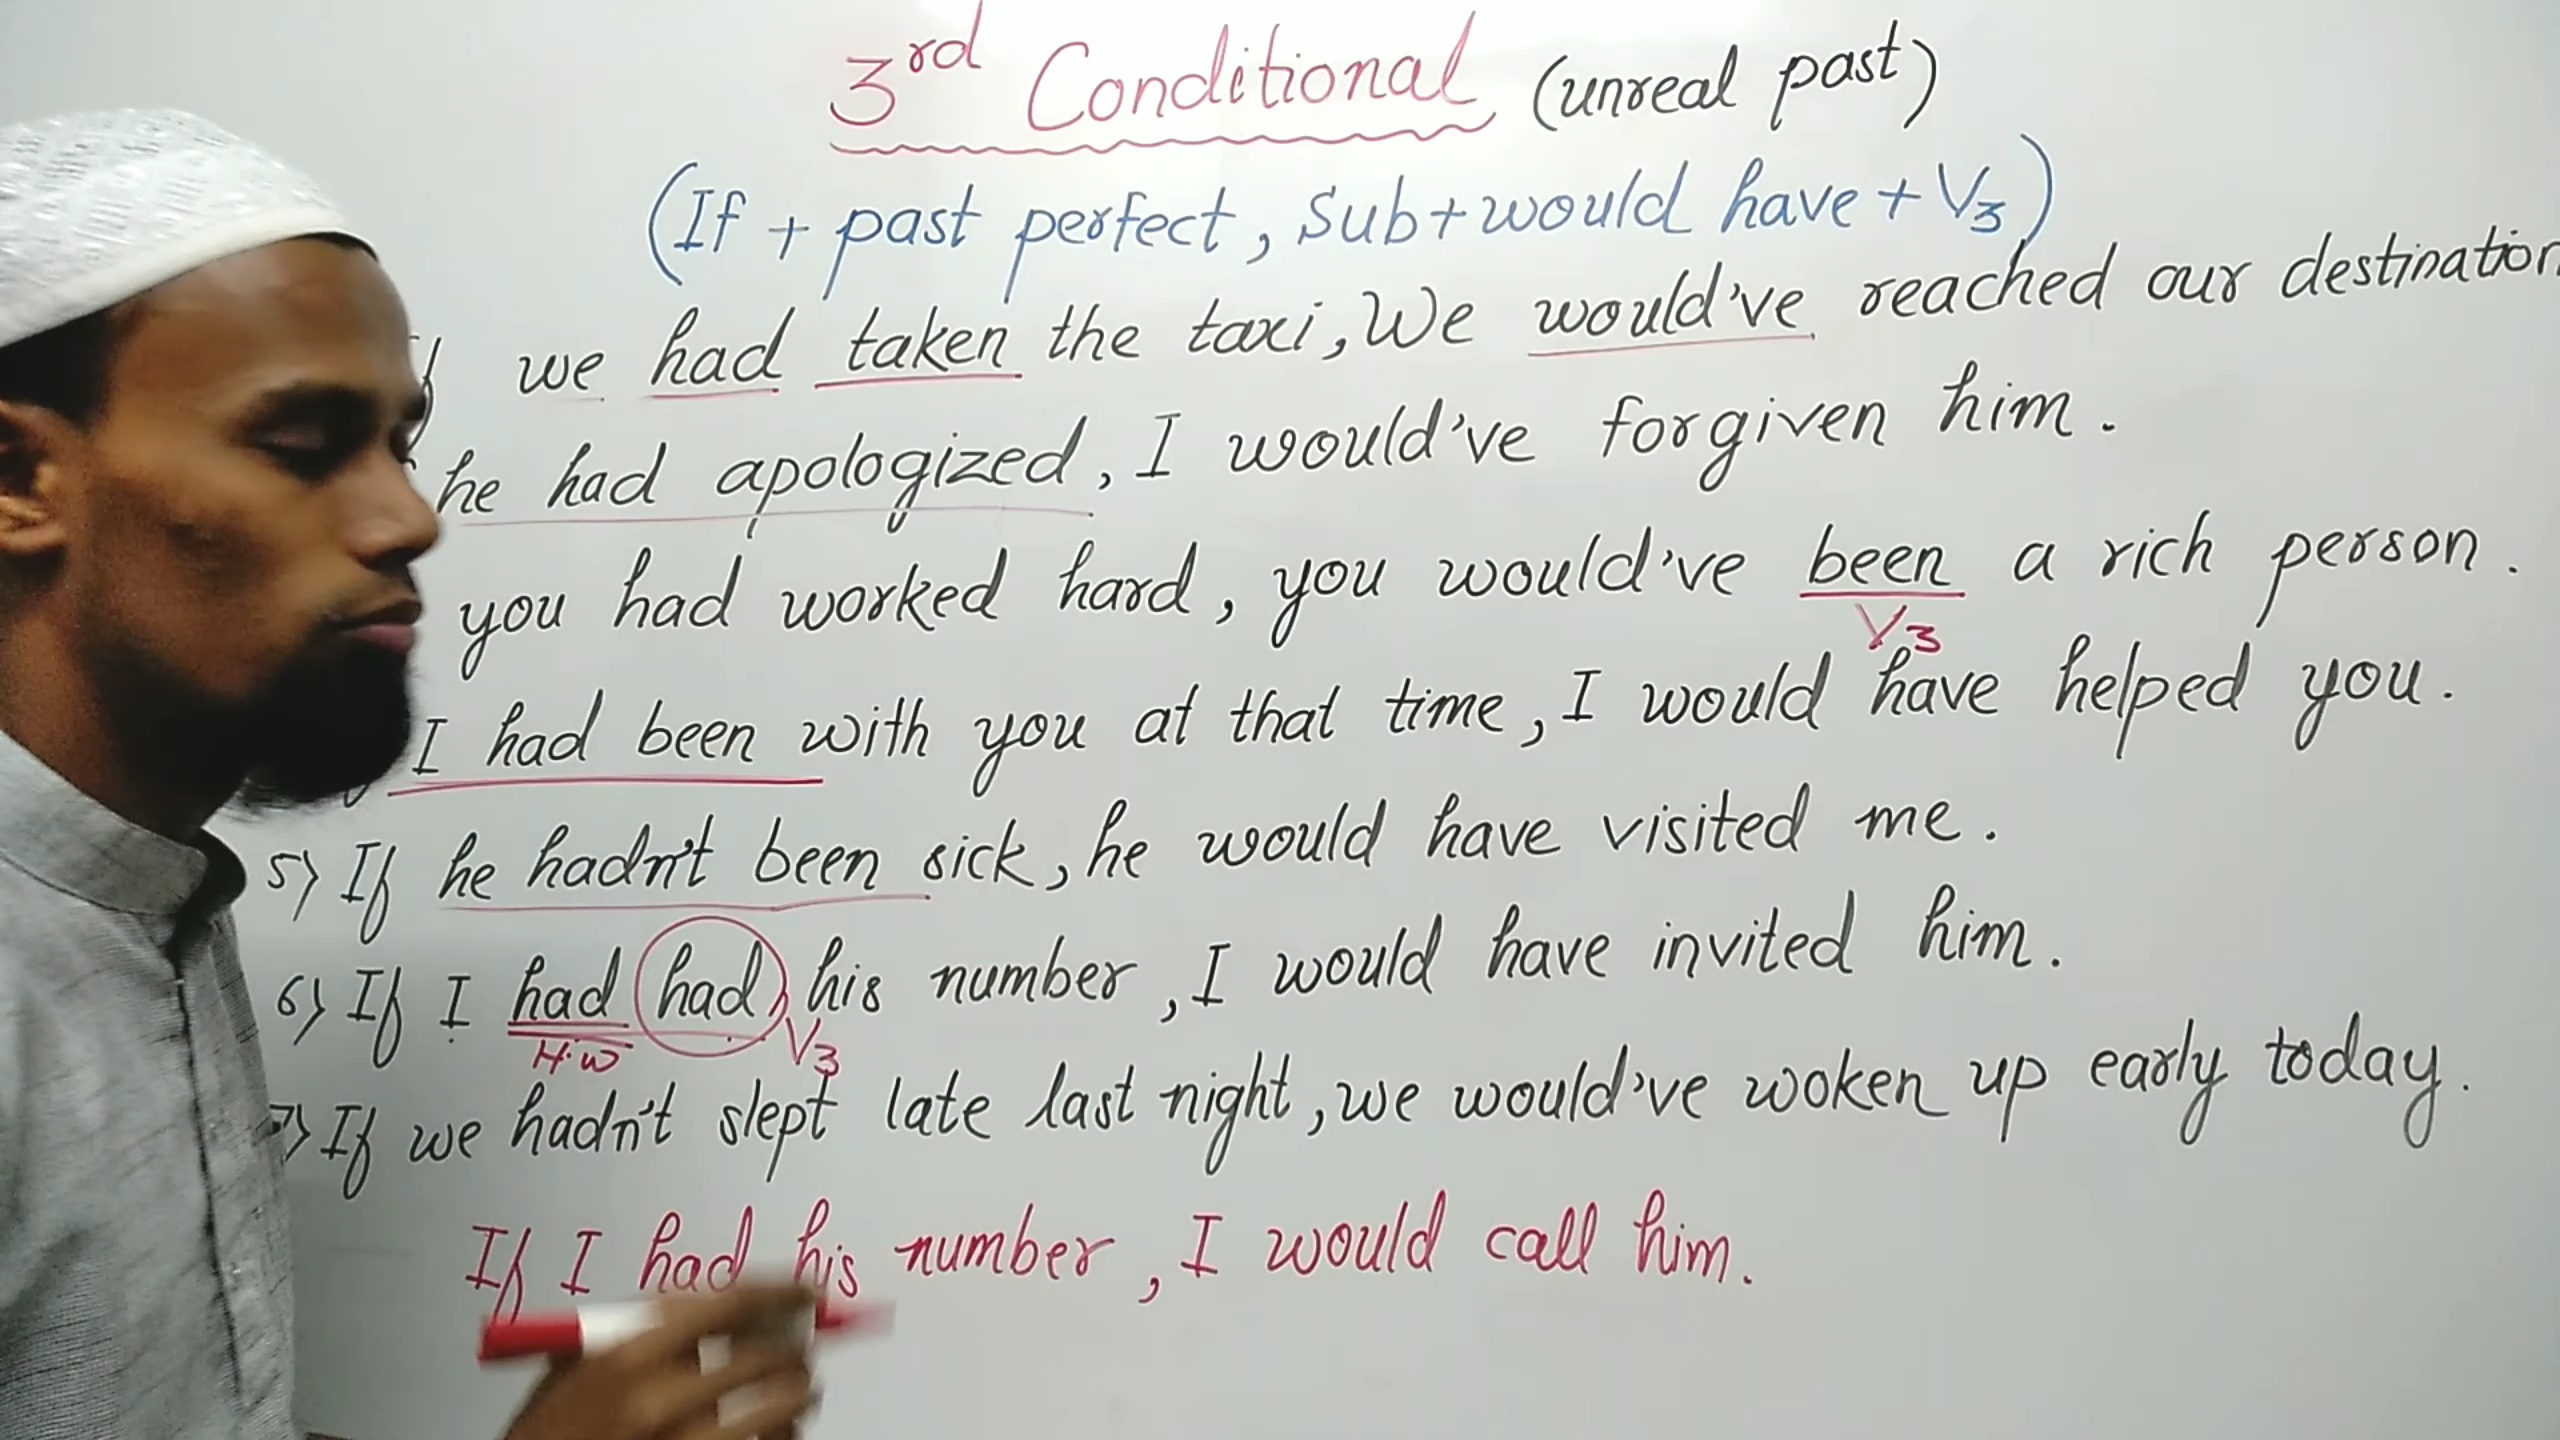 3rd Conditional (unreal past)
(If + past perfect, Sub + would have + V3)
we had taken the taxi, We would've reached our destination
he had apologized, I would've forgiven him.
you had worked hard, you would've been a rich person.
V3
I had been with you at that time, I would have helped you.
5) If he hadn't been sick, he would have visited me.
6) If I had had his number, I would have invited him.
H.W V3
7) If we hadn't slept late last night, we would've woken up early today.
If I had his number, I would call him.